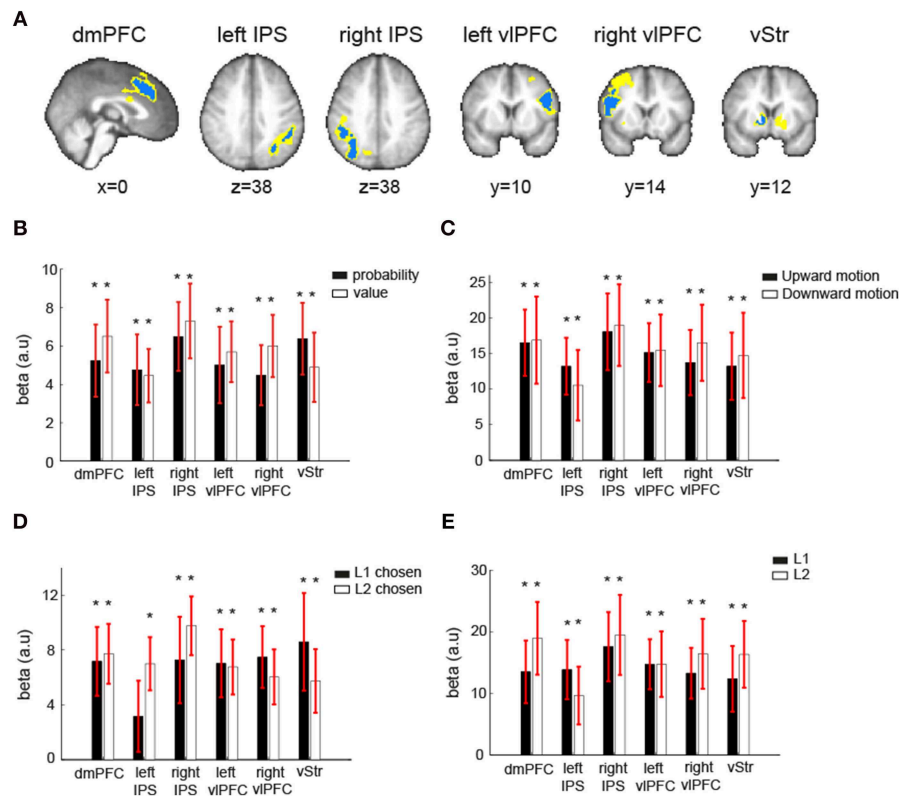 A
dmPFC left IPS right IPS left vlPFC right vlPFC vStr
x=0 z=38 z=38 y=10 y=14 y=12
B
beta (a.u)
10
8
6
4
2
0
* * * * * * * * * * * *
probability
value
dmPFC left IPS right IPS left vlPFC right vlPFC vStr
C
beta (a.u)
25
20
15
10
5
0
* * * * * * * * * * * *
Upward motion
Downward motion
dmPFC left IPS right IPS left vlPFC right vlPFC vStr
D
beta (a.u)
12
9
6
3
0
* * * * * * * * * * *
L1 chosen
L2 chosen
dmPFC left IPS right IPS left vlPFC right vlPFC vStr
E
beta (a.u)
30
20
10
0
* * * * * * * * * * * *
L1
L2
dmPFC left IPS right IPS left vlPFC right vlPFC vStr